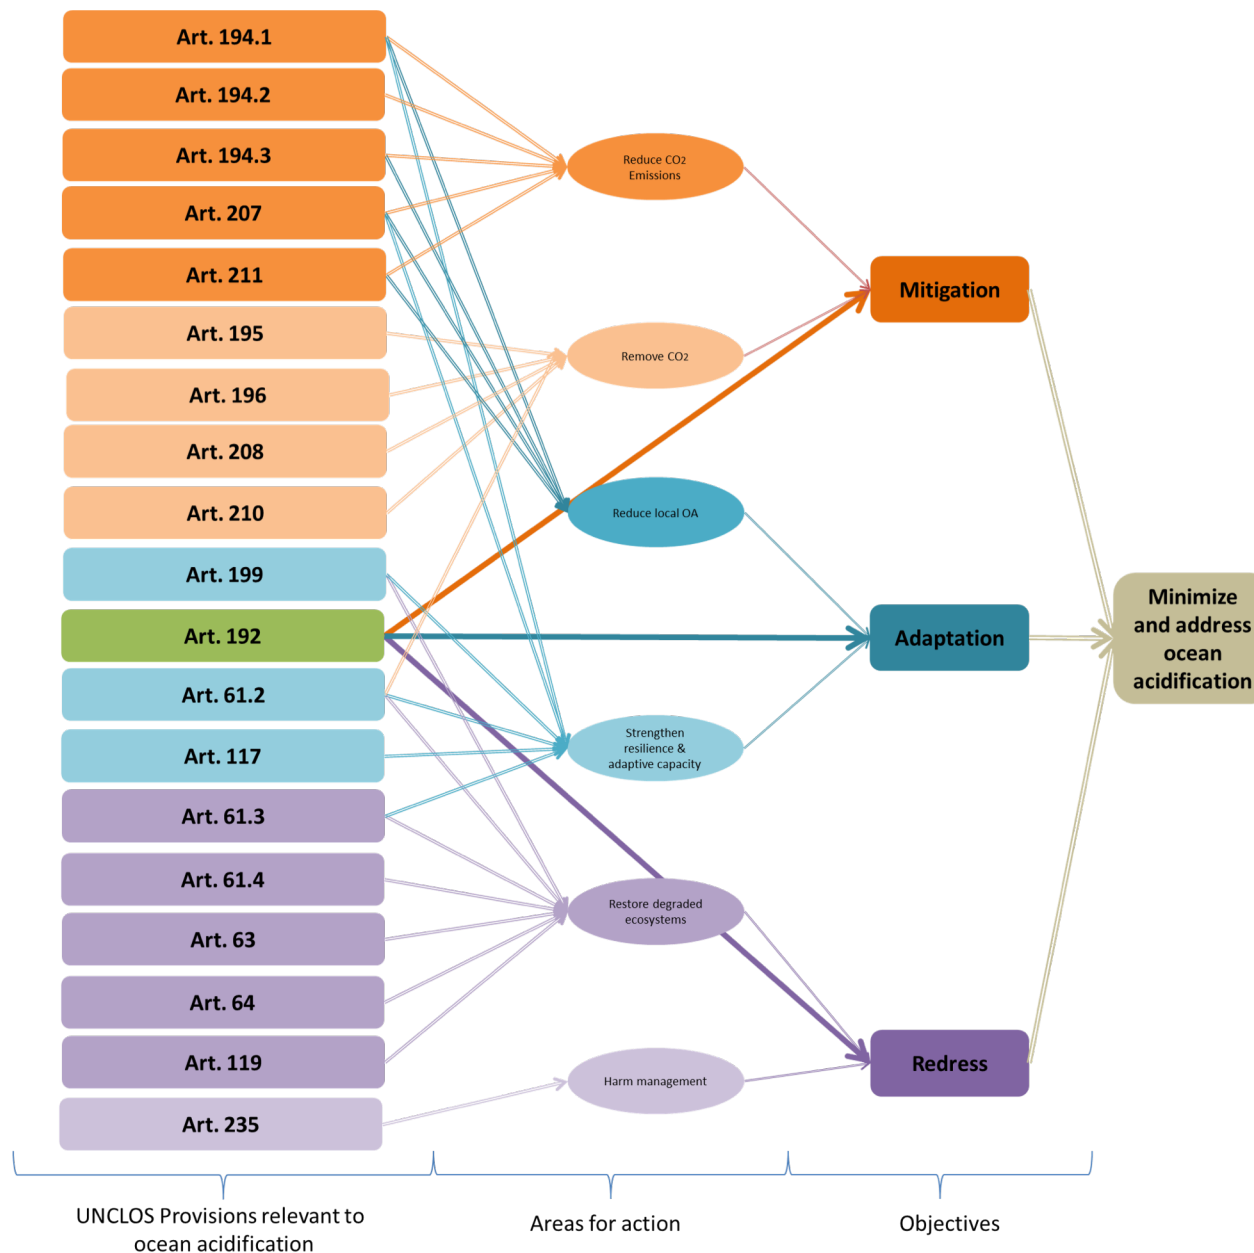 Art. 194.1
Art. 194.2
Art. 194.3
Art. 207
Art. 211
Art. 195
Art. 196
Art. 208
Art. 210
Art. 199
Art. 192
Art. 61.2
Art. 117
Art. 61.3
Art. 61.4
Art. 63
Art. 64
Art. 119
Art. 235
Reduce CO2
Emissions
Remove CO2
Reduce local OA
Strengthen
resilience &
adaptive capacity
Restore degraded
ecosystems
Harm management
Mitigation
Adaptation
Redress
Minimize
and address
ocean
acidification
UNCLOS Provisions relevant to
ocean acidification
Areas for action
Objectives